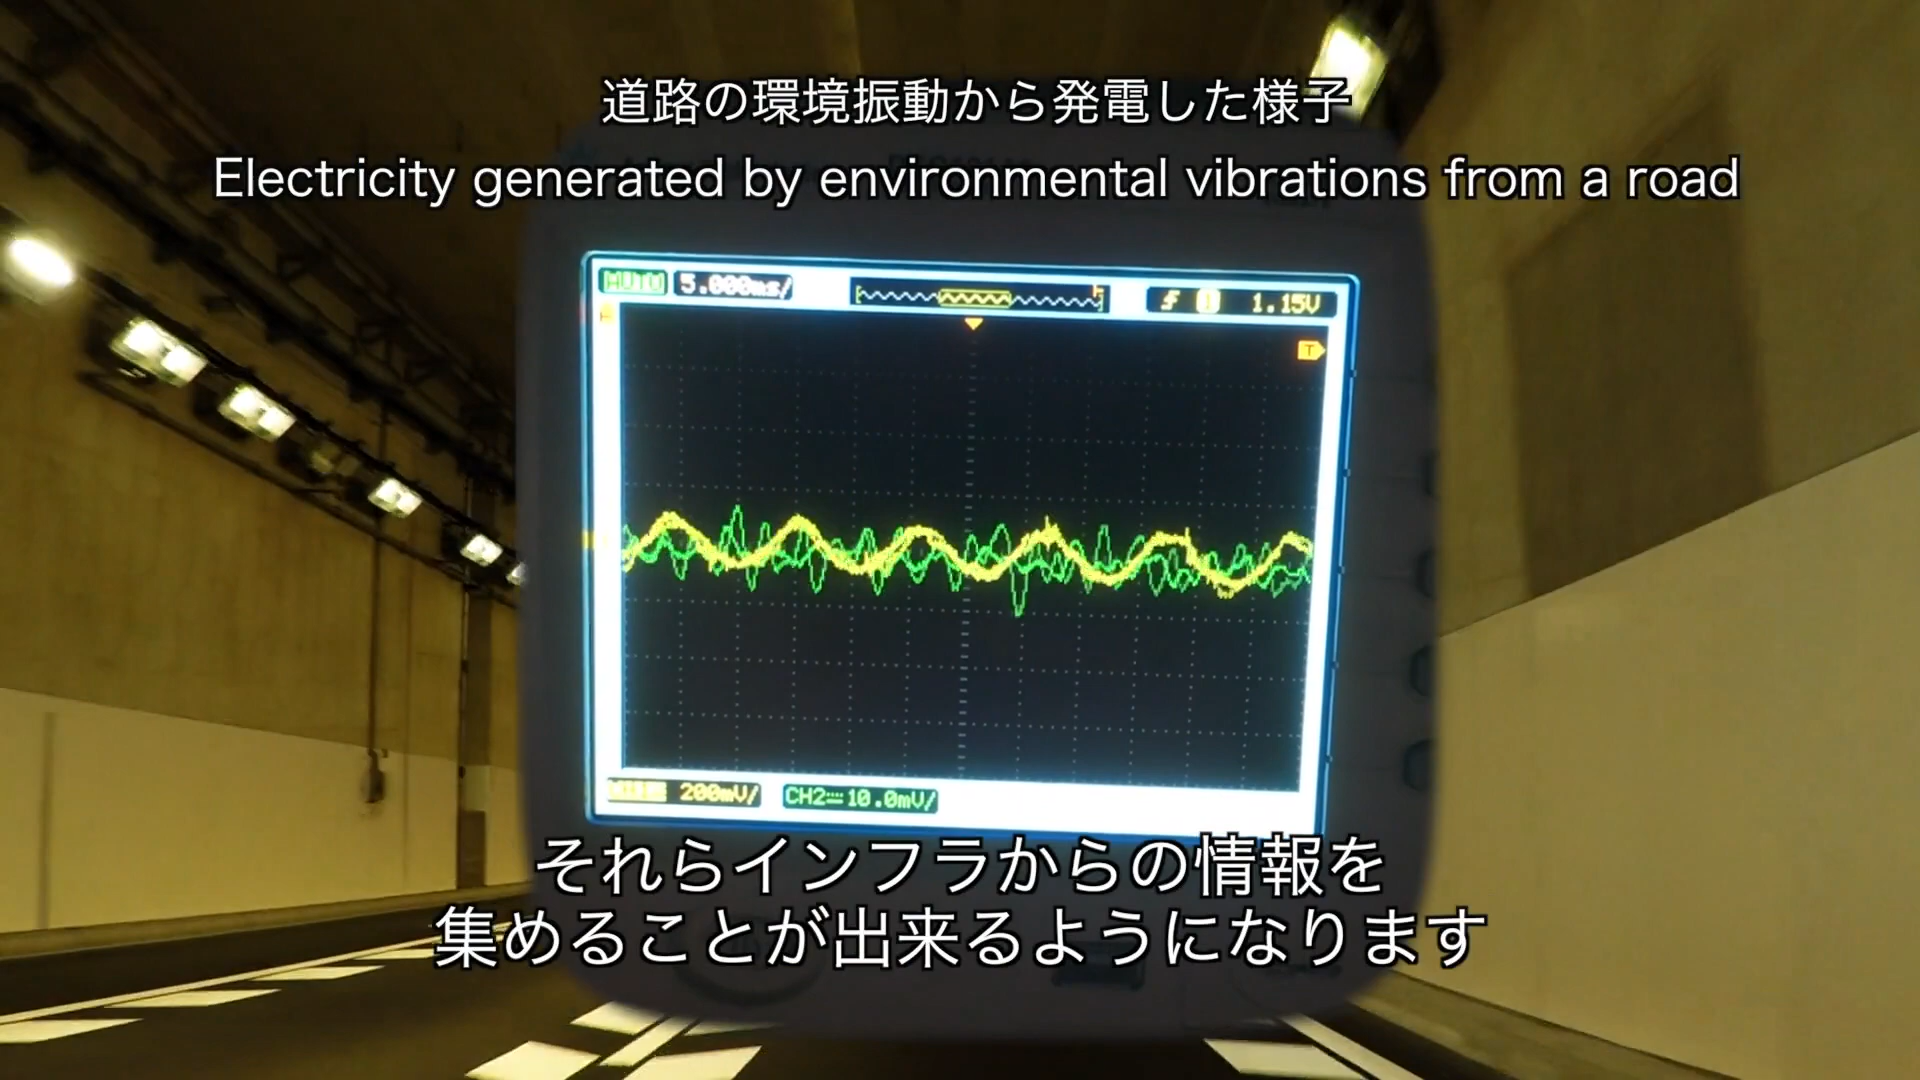 道路の環境振動から発電した様子
Electricity generated by environmental vibrations from a road
AUTO 5.000ms/
1 1.15V
T
200mV/ CH2 10.0mV/
それらインフラからの情報を
集めることが出来るようになります